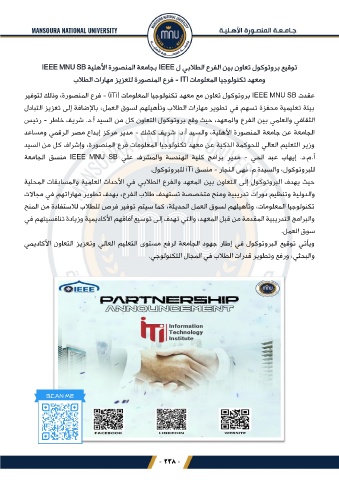 MANSOURA NATIONAL UNIVERSITY
جـامـعـة المنـصـورة الأهـلـيـة
توقيع بروتوكول تعاون بين الفرع الطلابي ل IEEE بجامعة المنصورة الأهلية IEEE MNU SB
ومعهد تكنولوجيا المعلومات ITI - فرع المنصورة لتعزيز مهارات الطلاب
عقدت IEEE MNU SB بروتوكول تعاون مع معهد تكنولوجيا المعلومات (ITI) - فرع المنصورة، وذلك لتوفير
بيئة تعليمية محفزة تسهم في تطوير مهارات الطلاب وتأهيلهم لسوق العمل، بالإضافة إلى تعزيز التبادل
الثقافي والعلمي بين الفرع والمعهد، حيث وقع بروتوكول التعاون كل من السيد أ.د. شريف خاطر - رئيس
الجامعة عن جامعة المنصورة الأهلية، والسيد أ.د. شريف كشك - مدير مركز إبداع مصر الرقمي ومساعد
وزير التعليم العالي للحوكمة الذكية عن معهد تكنولوجيا المعلومات فرع المنصورة، وإشراف كل من السيد
أ.م.د. إيهاب عبد الحي - مدير برامج كلية الهندسة والمشرف على IEEE MNU SB منسق الجامعة
للبروتوكول، والسيدة م. نهى النجار - منسق ITI للبروتوكول.
حيث يهدف البروتوكول إلى التعاون بين المعهد والفرع الطلابي في الأحداث العلمية والمسابقات المحلية
والدولية وتنظيم دورات تدريبية ومنح متخصصة تستهدف طلاب الفرع، بهدف تطوير مهاراتهم في مجالات
تكنولوجيا المعلومات، وتأهيلهم لسوق العمل الحديثة، كما سيتم توفير فرص للطلاب للاستفادة من المنح
والبرامج التدريبية المقدمة من قبل المعهد، والتي تهدف إلى توسيع آفاقهم الأكاديمية وزيادة تنافسيتهم في
سوق العمل.
ويأتي توقيع البروتوكول في إطار جهود الجامعة لرفع مستوى التعليم العالي وتعزيز التعاون الأكاديمي
والبحثي، ورفع وتطوير قدرات الطلاب في المجال التكنولوجي.
IEEE
MNU
PARTNERSHIP
ANNOUNCEMENT
iTi
Information
Technology
Institute
SCAN ME
FACEBOOK
LINKEDIN
WEBSITE
٢٣٨